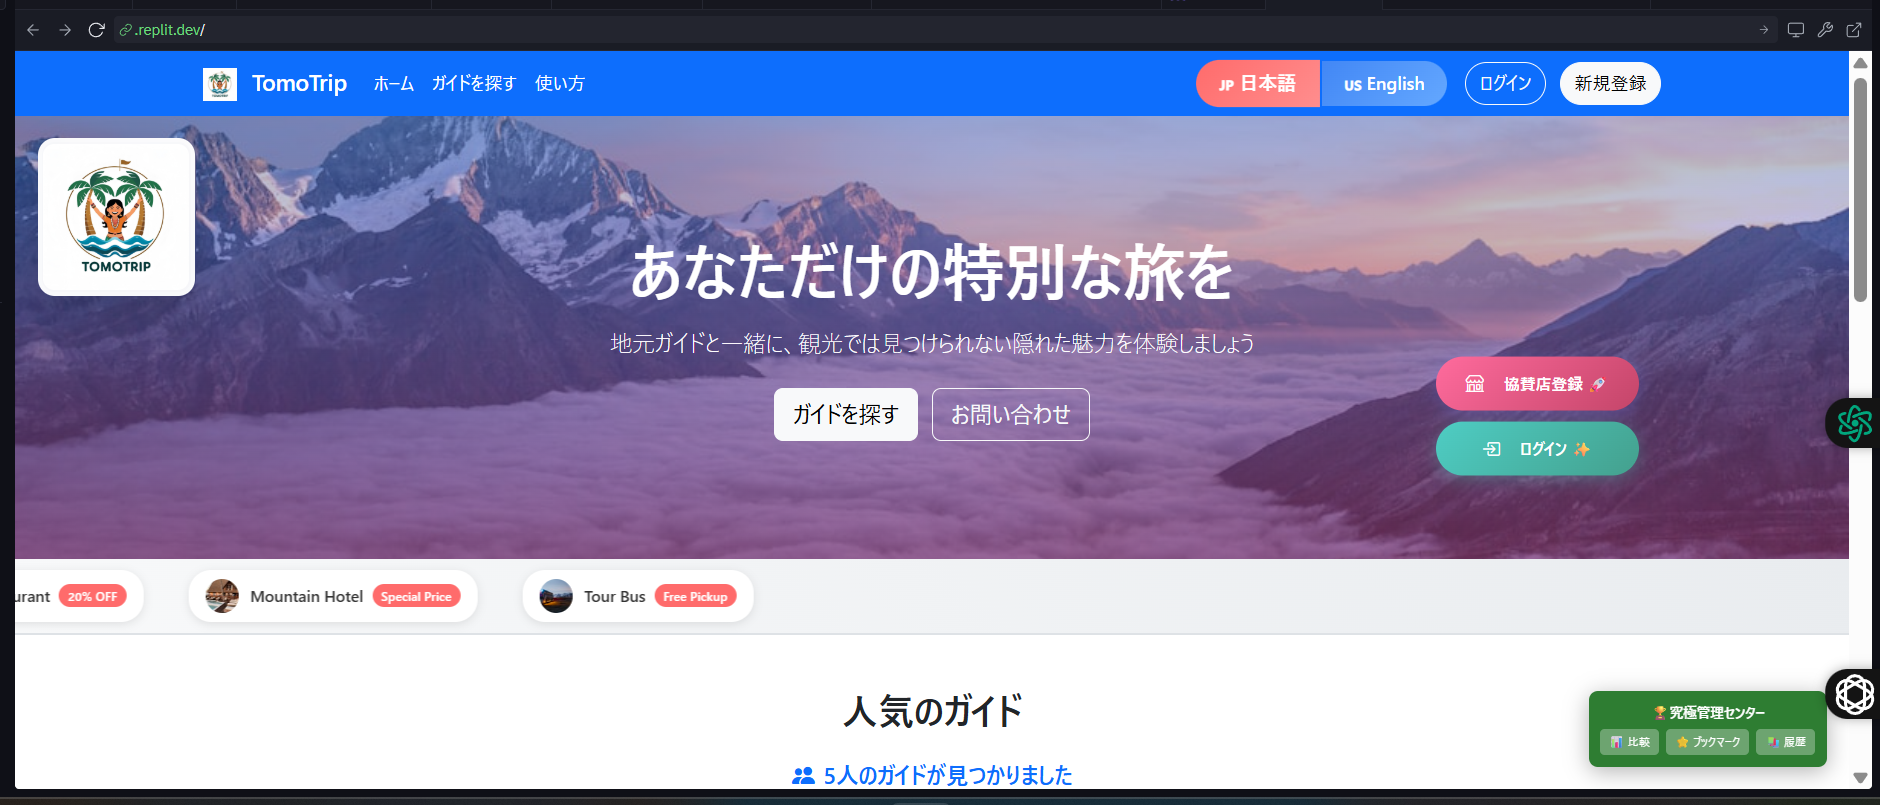 .replit.dev/
TomoTrip ホーム ガイドを探す 使い方
JP 日本語 US English ログイン 新規登録
TOMOTRIP
あなただけの特別な旅を
地元ガイドと一緒に、観光では見つけられない隠れた魅力を体験しましょう
ガイドを探す お問い合わせ
協賛店登録 🚀
ログイン ✨
urant 20% OFF Mountain Hotel Special Price Tour Bus Free Pickup
人気のガイド
5人のガイドが見つかりました
🏆 究極管理センター
📊 比較 ⭐ ブックマーク 履歴